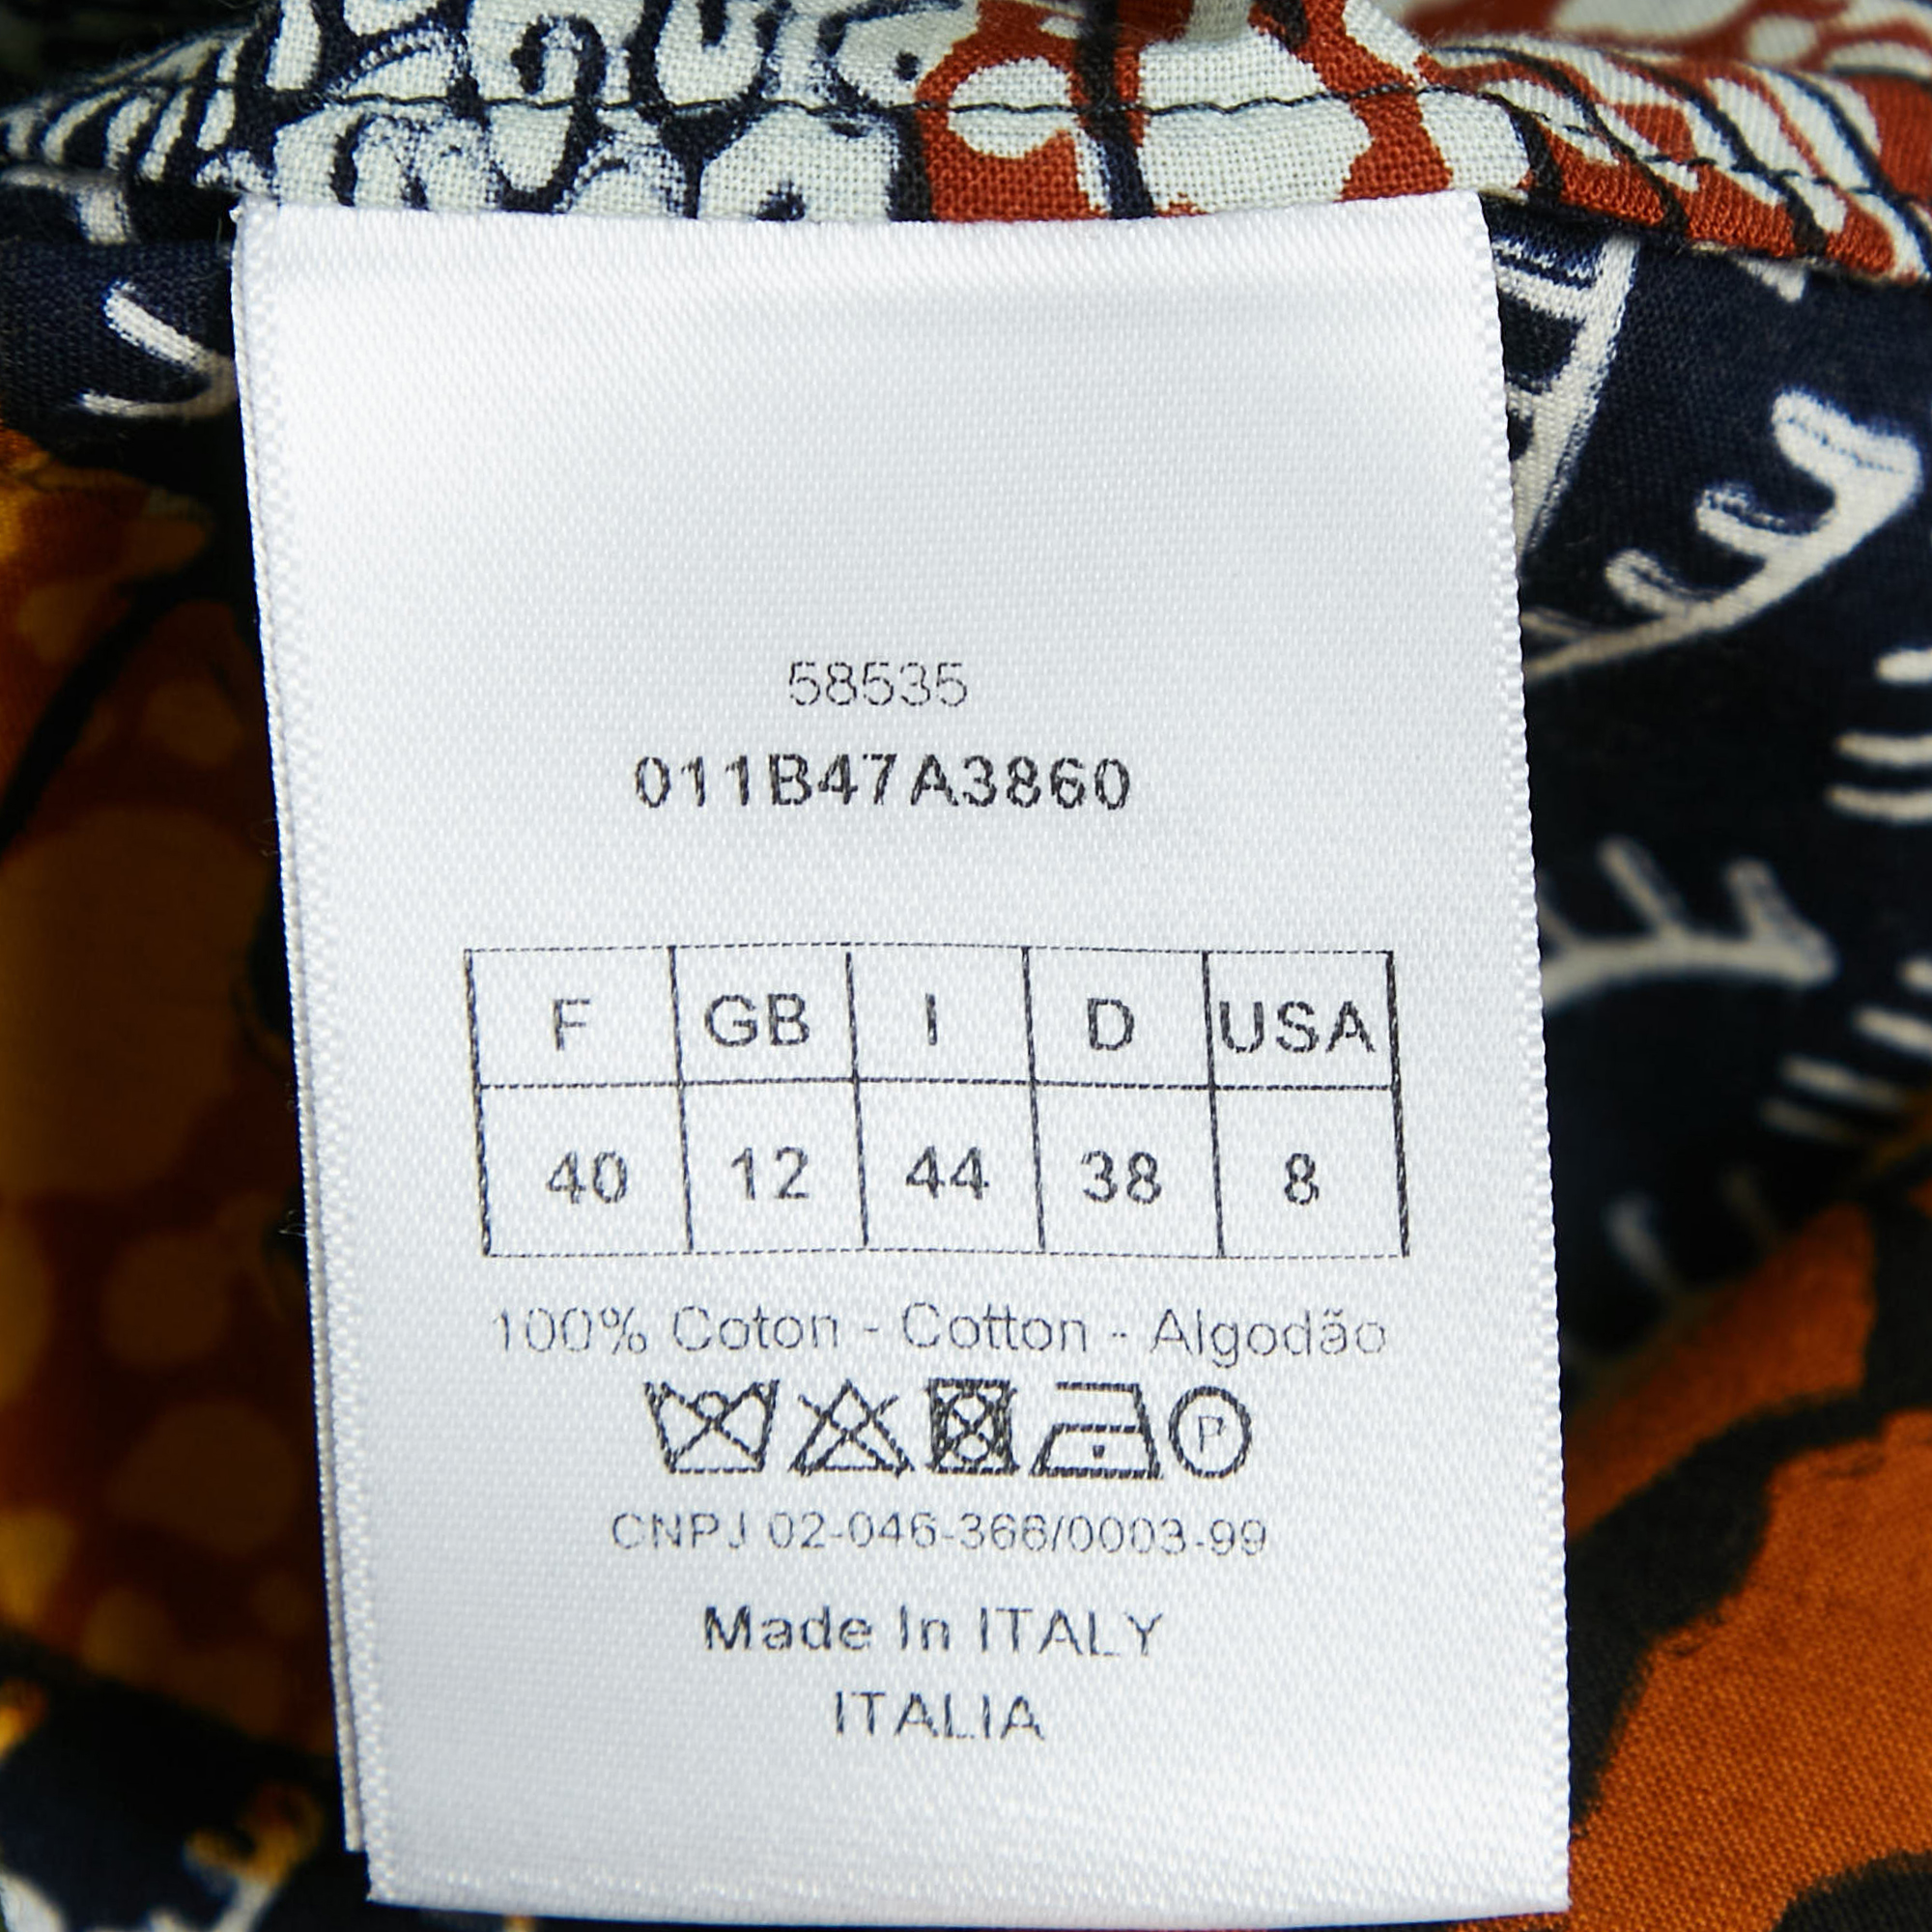 58535
011B47A3860
F GB I D USA
40 12 44 38 8
100% Coton - Cotton - Algodão
P
CNPJ 02-046-366/0003-99
Made In ITALY
ITALIA